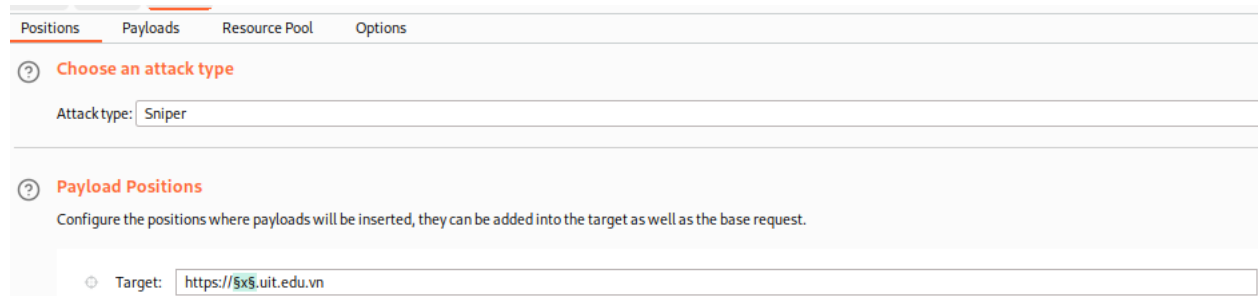 Positions Payloads Resource Pool Options
? Choose an attack type
Attack type: Sniper
? Payload Positions
Configure the positions where payloads will be inserted, they can be added into the target as well as the base request.
Target: https://§x§.uit.edu.vn